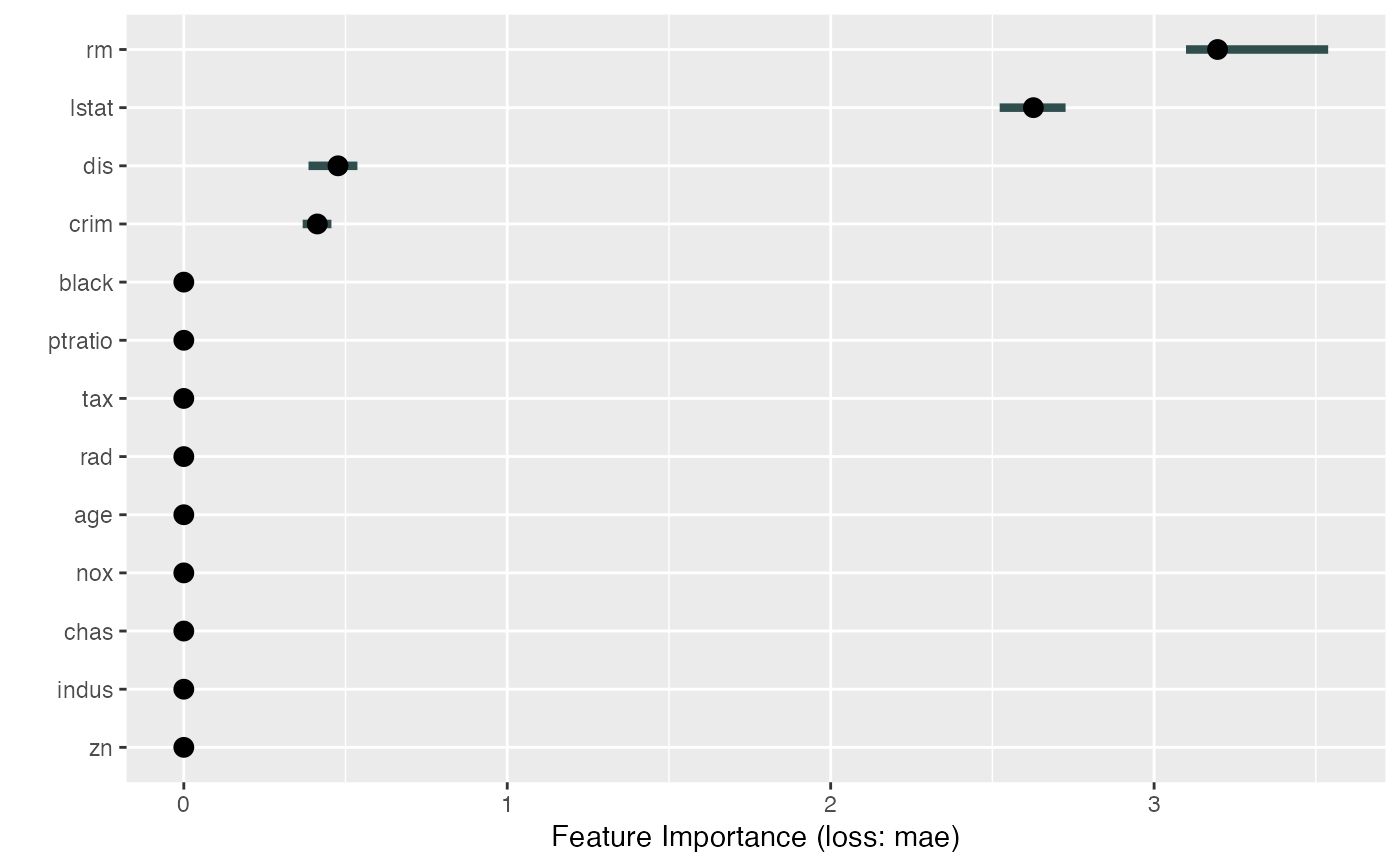 rm
lstat
dis
crim
black
ptratio
tax
rad
age
nox
chas
indus
zn
0 1 2 3
Feature Importance (loss: mae)